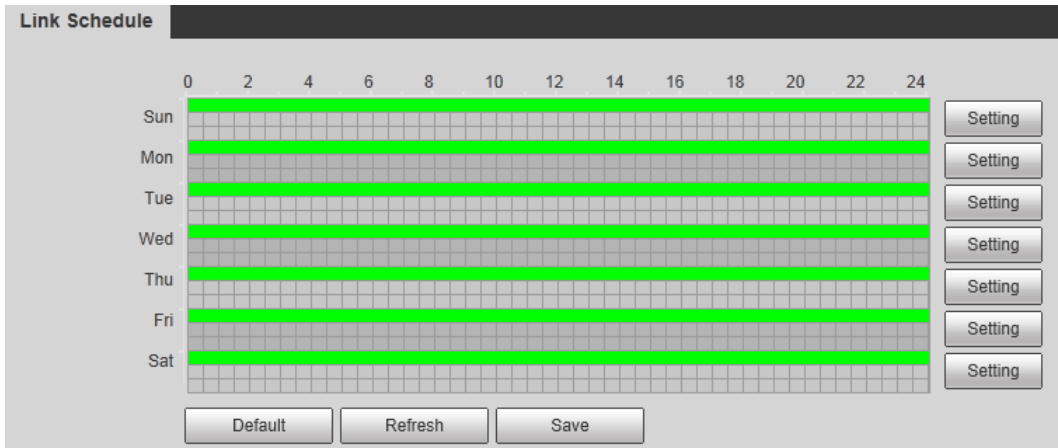 Link Schedule
0 2 4 6 8 10 12 14 16 18 20 22 24
Sun Setting
Mon Setting
Tue Setting
Wed Setting
Thu Setting
Fri Setting
Sat Setting
Default Refresh Save